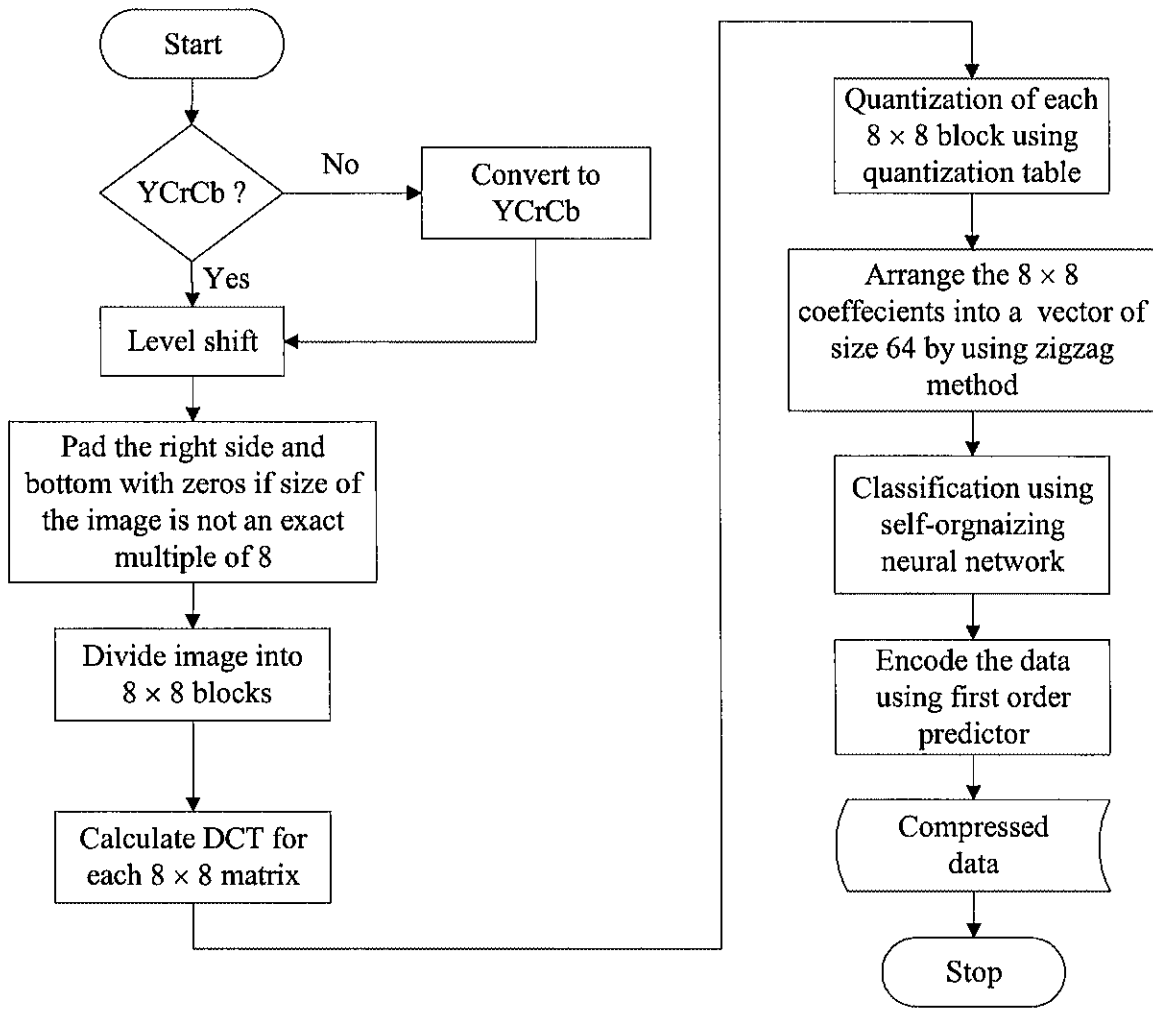 Start
YCrCb ?
No
Convert to
YCrCb
Yes
Level shift
Pad the right side and
bottom with zeros if size of
the image is not an exact
multiple of 8
Divide image into
8 × 8 blocks
Calculate DCT for
each 8 × 8 matrix
Quantization of each
8 × 8 block using
quantization table
Arrange the 8 × 8
coeffecients into a vector of
size 64 by using zigzag
method
Classification using
self-orgnaizing
neural network
Encode the data
using first order
predictor
Compressed
data
Stop